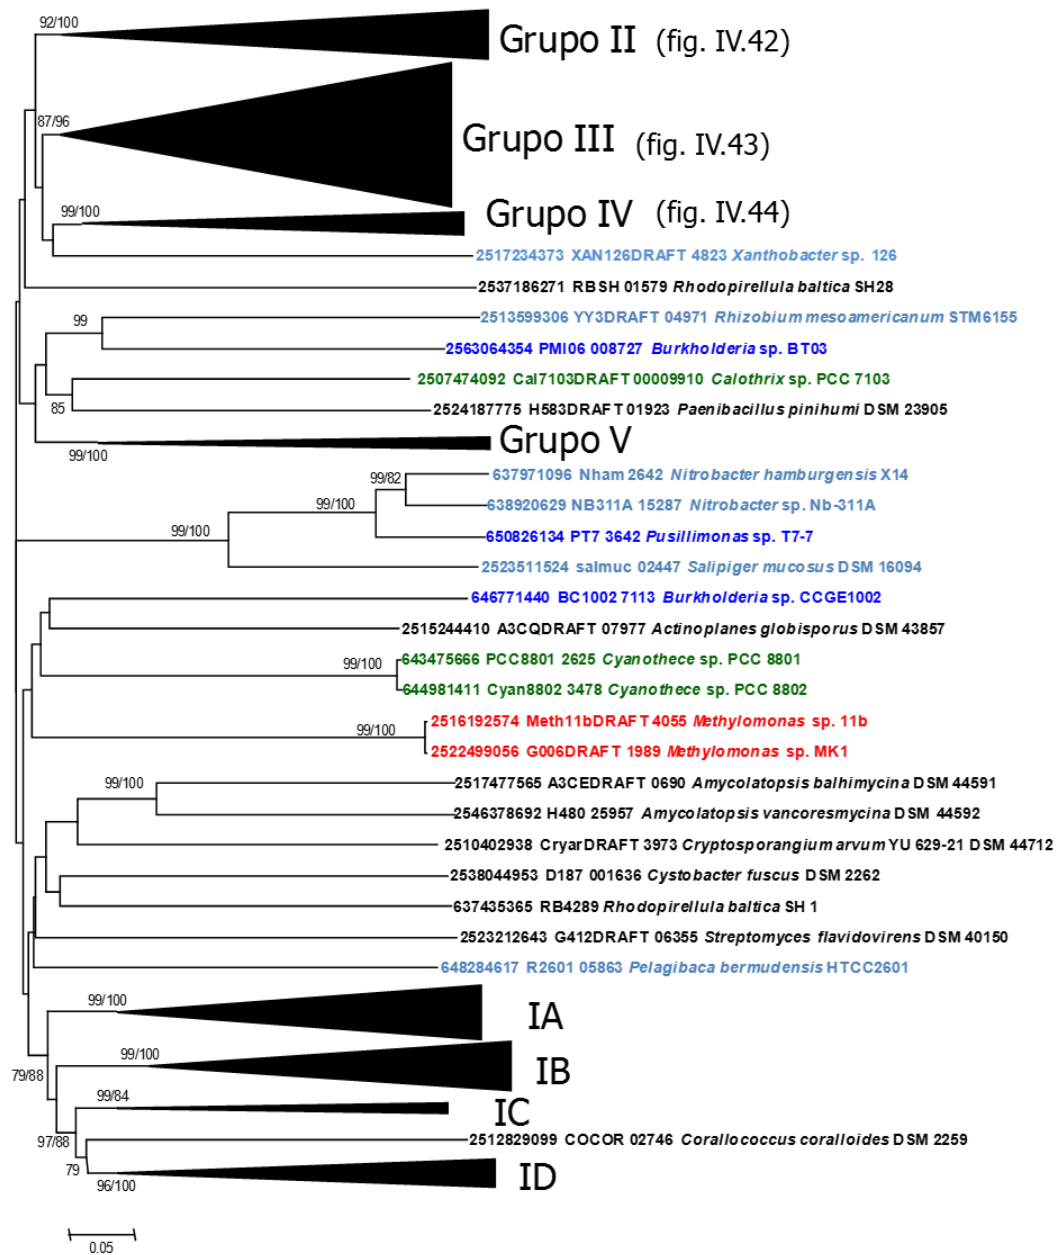 92/100
Grupo II (fig. IV.42)
87/96
Grupo III (fig. IV.43)
99/100
Grupo IV (fig. IV.44)
2517234373 XAN126DRAFT 4823 Xanthobacter sp. 126
2537186271 RBSH 01579 Rhodopirellula baltica SH28
99
2513599306 YY3DRAFT 04971 Rhizobium mesoamericanum STM6155
2563064354 PMI06 008727 Burkholderia sp. BT03
2507474092 Cal7103DRAFT 00009910 Calothrix sp. PCC 7103
85
2524187775 H583DRAFT 01923 Paenibacillus pinihumi DSM 23905
Grupo V
99/100
99/82
637971096 Nham 2642 Nitrobacter hamburgensis X14
99/100
638920629 NB311A 15287 Nitrobacter sp. Nb-311A
99/100
650826134 PT7 3642 Pusillimonas sp. T7-7
2523511524 salmuc 02447 Salipiger mucosus DSM 16094
646771440 BC1002 7113 Burkholderia sp. CCGE1002
2515244410 A3CQDRAFT 07977 Actinoplanes globisporus DSM 43857
99/100
643475666 PCC8801 2625 Cyanothece sp. PCC 8801
644981411 Cyan8802 3478 Cyanothece sp. PCC 8802
99/100
2516192574 Meth11bDRAFT 4055 Methylomonas sp. 11b
2522499056 G006DRAFT 1989 Methylomonas sp. MK1
99/100
2517477565 A3CEDRAFT 0690 Amycolatopsis balhimycina DSM 44591
2546378692 H480 25957 Amycolatopsis vancoresmycina DSM 44592
2510402938 CryarDRAFT 3973 Cryptosporangium arvum YU 629-21 DSM 44712
2538044953 D187 001636 Cystobacter fuscus DSM 2262
637435365 RB4289 Rhodopirellula baltica SH 1
2523212643 G412DRAFT 06355 Streptomyces flavidovirens DSM 40150
648284617 R2601 05863 Pelagibaca bermudensis HTCC2601
99/100
IA
99/100
IB
79/88
99/84
IC
97/88
2512829099 COCOR 02746 Corallococcus coralloides DSM 2259
79
96/100
ID
0.05